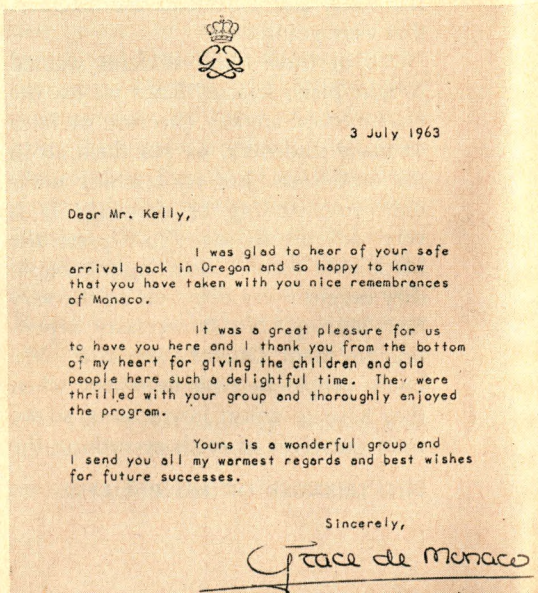 3 July 1963
Dear Mr. Kelly,
I was glad to hear of your safe
arrival back in Oregon and so happy to know
that you have taken with you nice remembrances
of Monaco.
It was a great pleasure for us
to have you here and I thank you from the bottom
of my heart for giving the children and old
people here such a delightful time. They were
thrilled with your group and thoroughly enjoyed
the program.
Yours is a wonderful group and
I send you all my warmest regards and best wishes
for future successes.
Sincerely,
Grace de Monaco